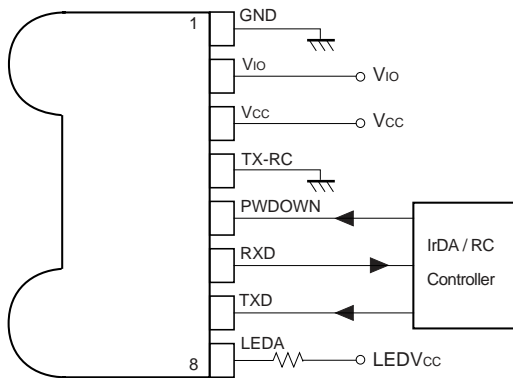 1
GND
VIO
VIO
VCC
VCC
TX-RC
PWDOWN
IrDA / RC
Controller
RXD
TXD
8
LEDA
LEDVCC